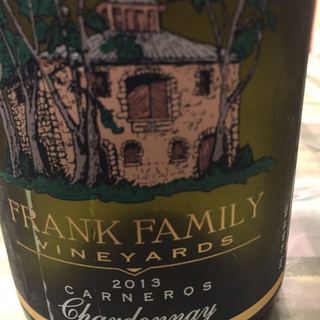 FRANK FAMILY
VINEYARDS
2013
CARNEROS
Chardonnay